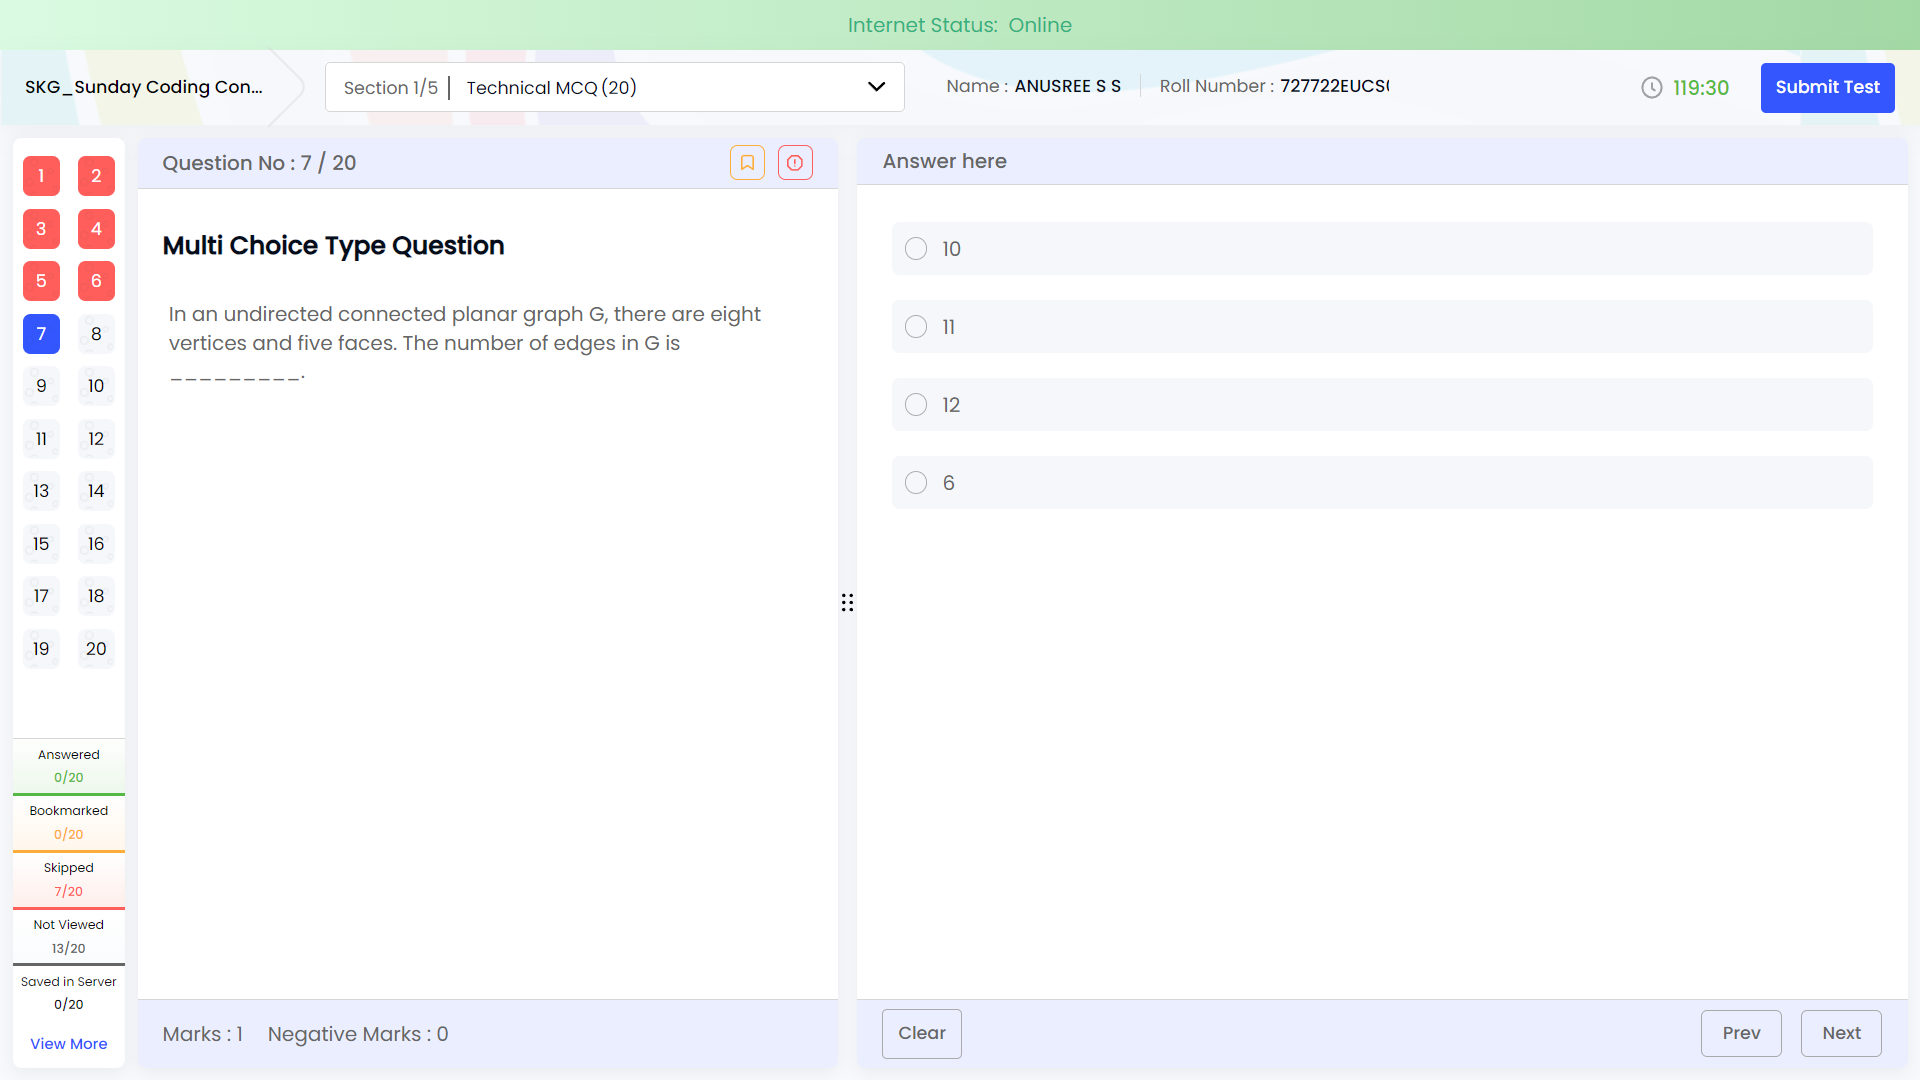 Internet Status: Online
SKG_Sunday Coding Con...
Section 1/5 | Technical MCQ (20)
Name : ANUSREE S S
Roll Number : 727722EUCS
119:30
Submit Test
1 2
3 4
5 6
7 8
9 10
11 12
13 14
15 16
17 18
19 20
Answered
0/20
Bookmarked
0/20
Skipped
7/20
Not Viewed
13/20
Saved in Server
0/20
View More
Question No : 7 / 20
Multi Choice Type Question
In an undirected connected planar graph G, there are eight
vertices and five faces. The number of edges in G is
_________.
Marks : 1 Negative Marks : 0
Answer here
10
11
12
6
Clear
Prev
Next